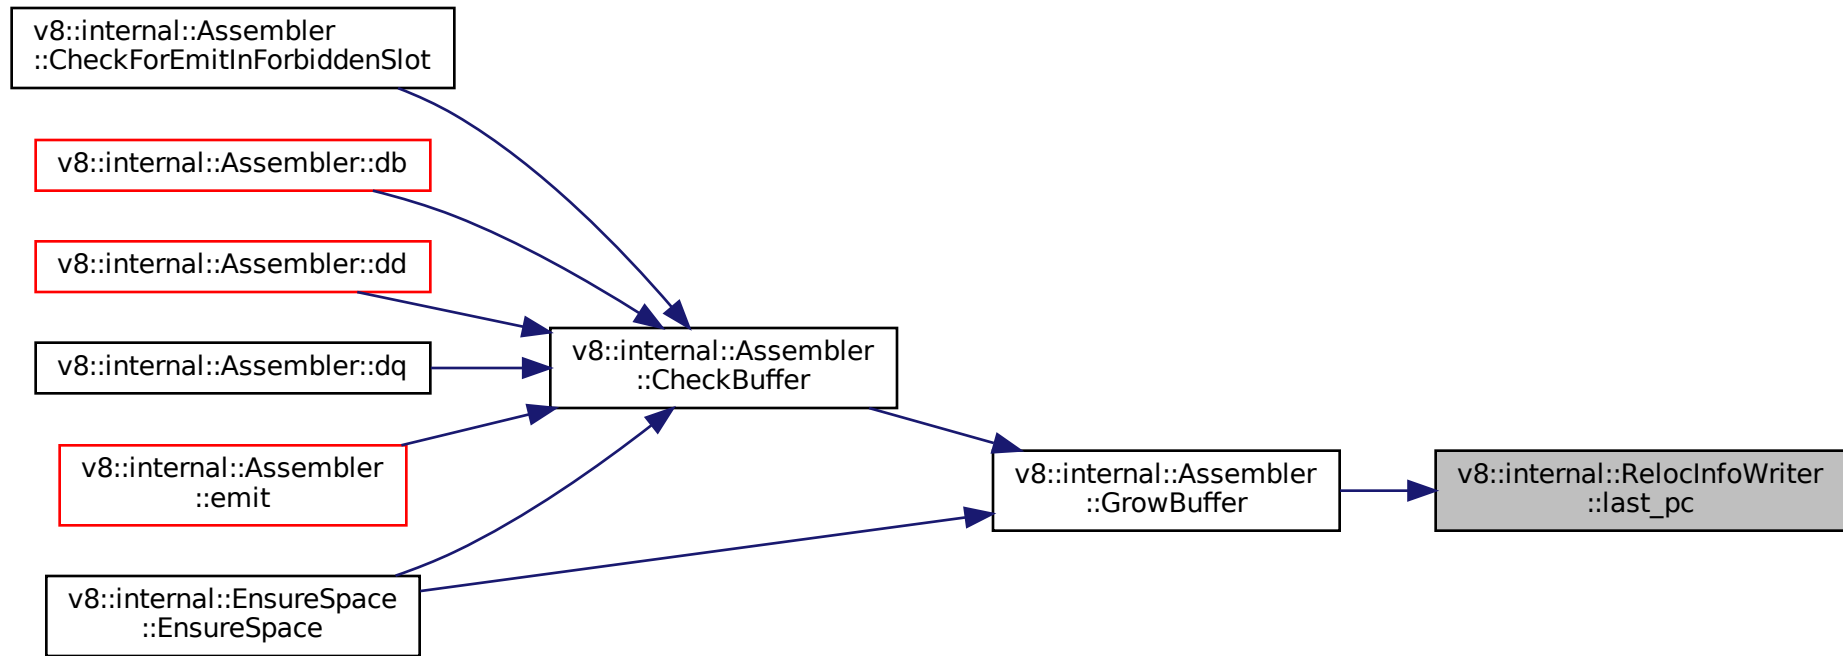 v8::internal::Assembler
::CheckForEmitInForbiddenSlot
v8::internal::Assembler::db
v8::internal::Assembler::dd
v8::internal::Assembler::dq
v8::internal::Assembler
::emit
v8::internal::EnsureSpace
::EnsureSpace
v8::internal::Assembler
::CheckBuffer
v8::internal::Assembler
::GrowBuffer
v8::internal::RelocInfoWriter
::last_pc